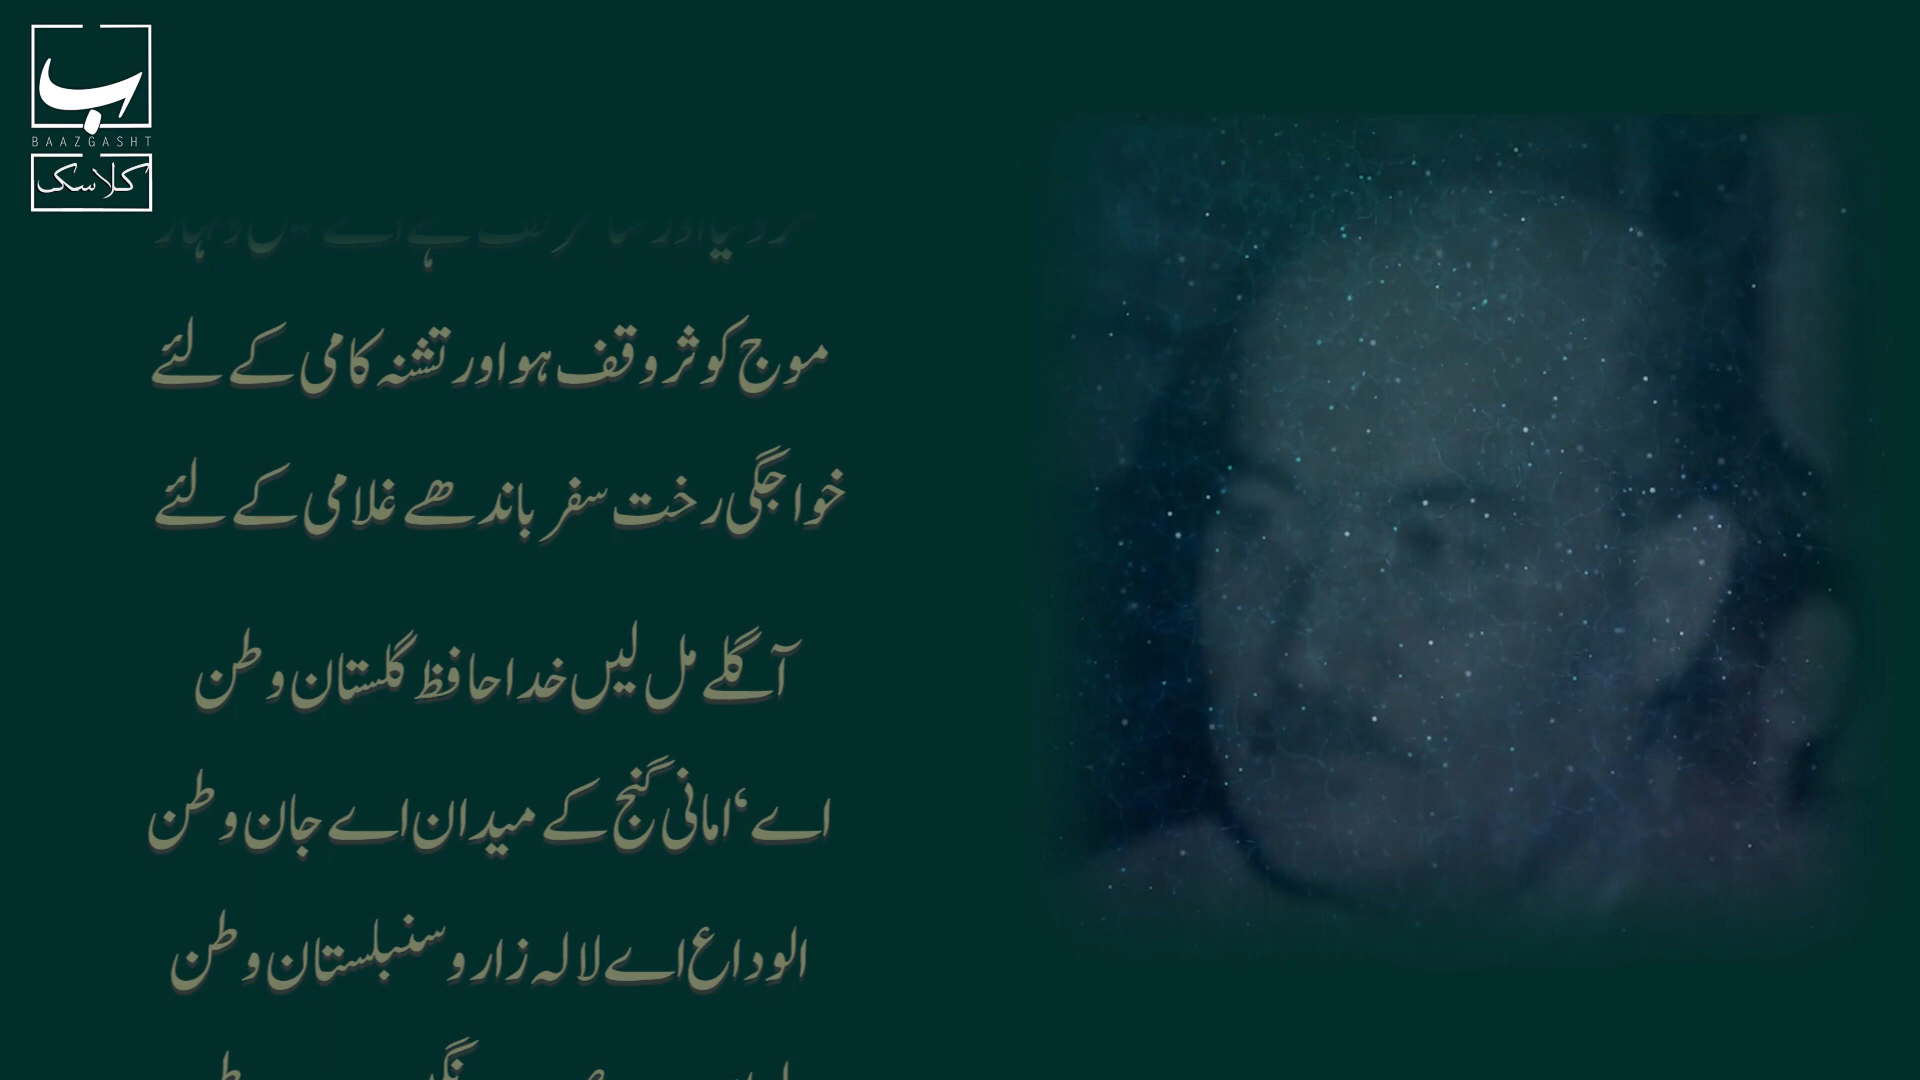 BAAZGASHT
کلاسک
موج کوثر وقف ہو اور تشنہ کامی کے لئے
خواجگی رخت سفر باندھے غلامی کے لئے
آ گلے مل لیں خدا حافظ گلستان وطن
اے ‘امانی گنج کے میدان اے جان وطن
الوداع اے لالہ زار و سنبلستان وطن